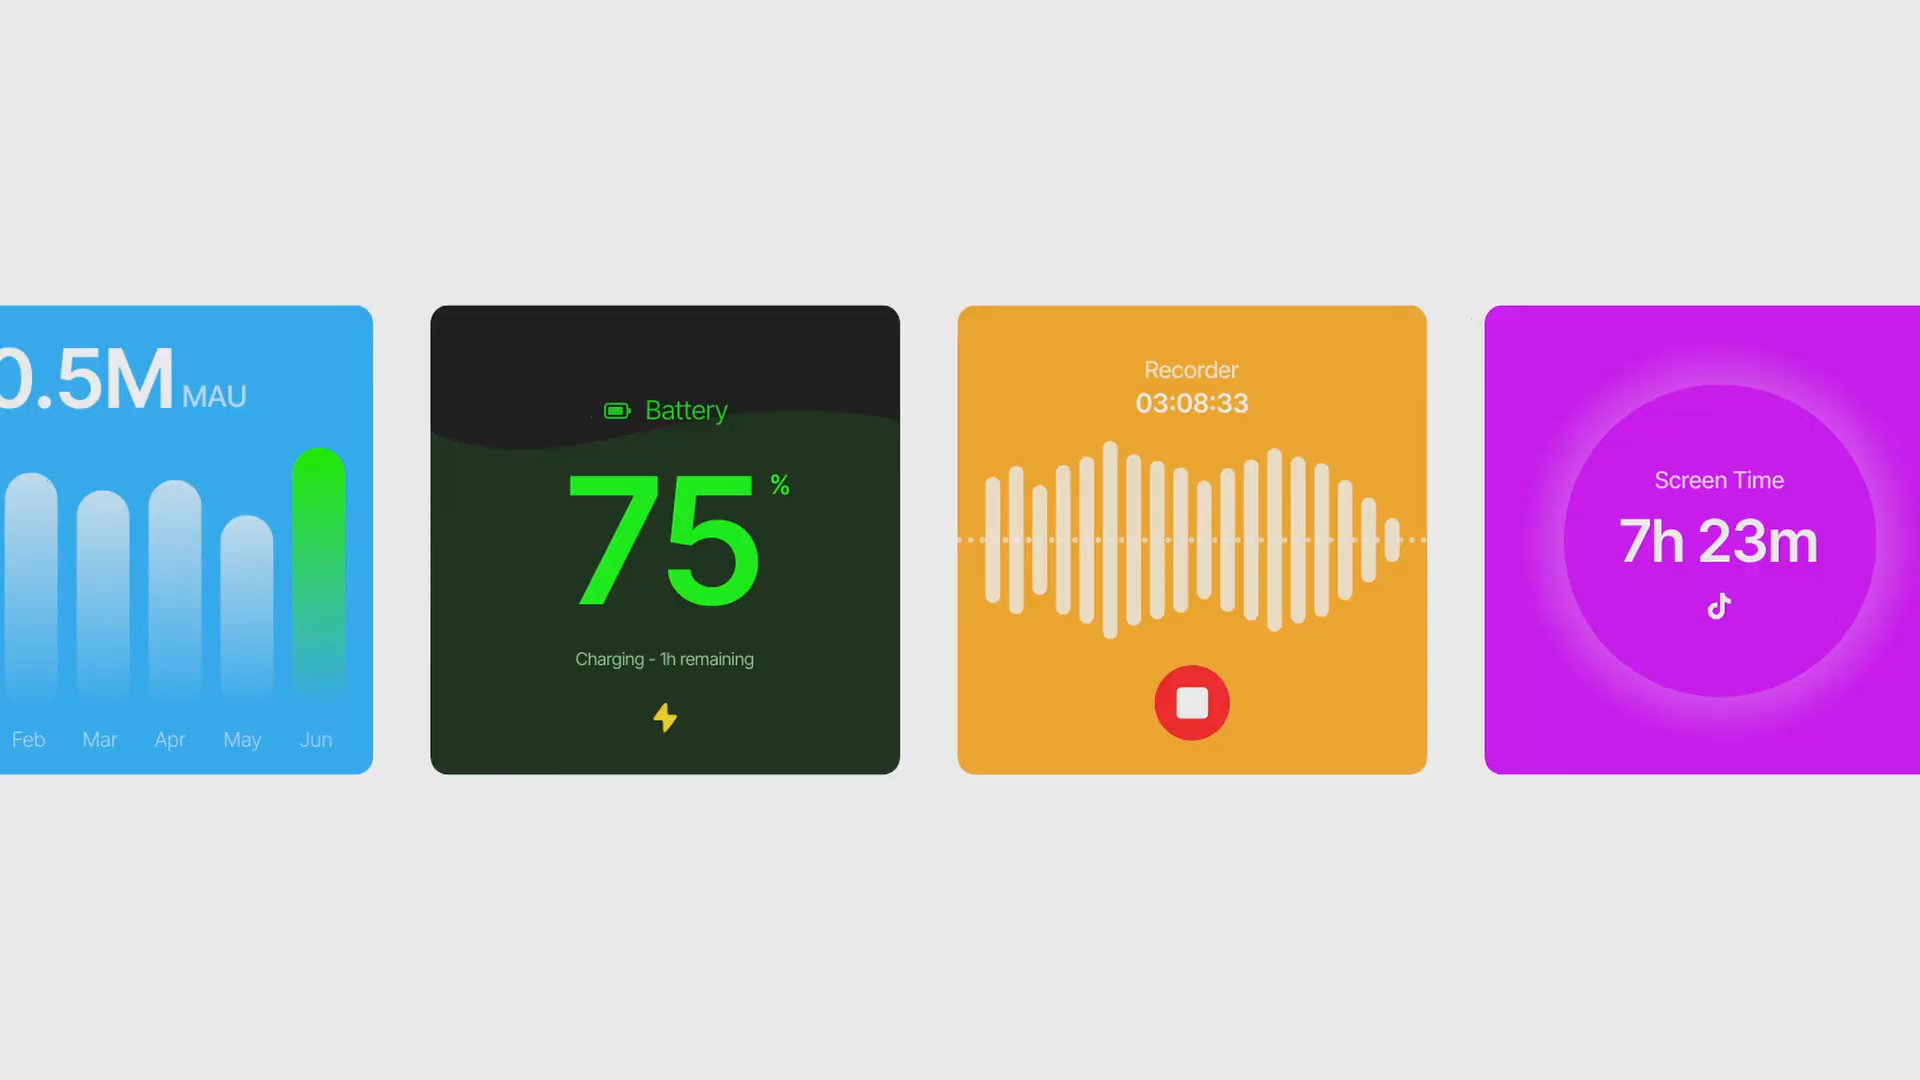 0.5M MAU
Feb Mar Apr May Jun
Battery
75 %
Charging - 1h remaining
Recorder
03:08:33
Screen Time
7h 23m